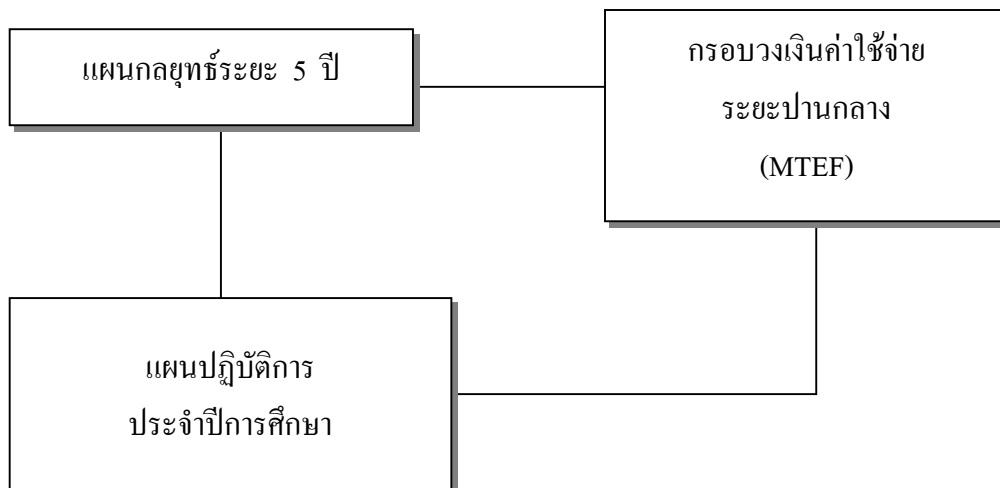 แผนกลยุทธ์ระยะ 5 ปี
กรอบวงเงินค่าใช้จ่าย
ระยะปานกลาง
(MTEF)
แผนปฏิบัติการ
ประจำปีการศึกษา